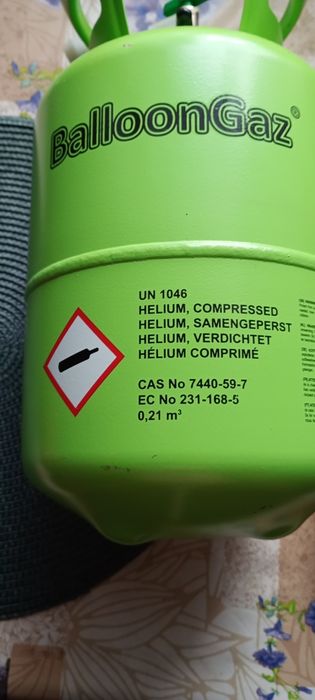 BalloonGaz®
UN 1046
HELIUM, COMPRESSED
HELIUM, SAMENGEPERST
HELIUM, VERDICHTET
HÉLIUM COMPRIMÉ
CAS No 7440-59-7
EC No 231-168-5
0,21 m³